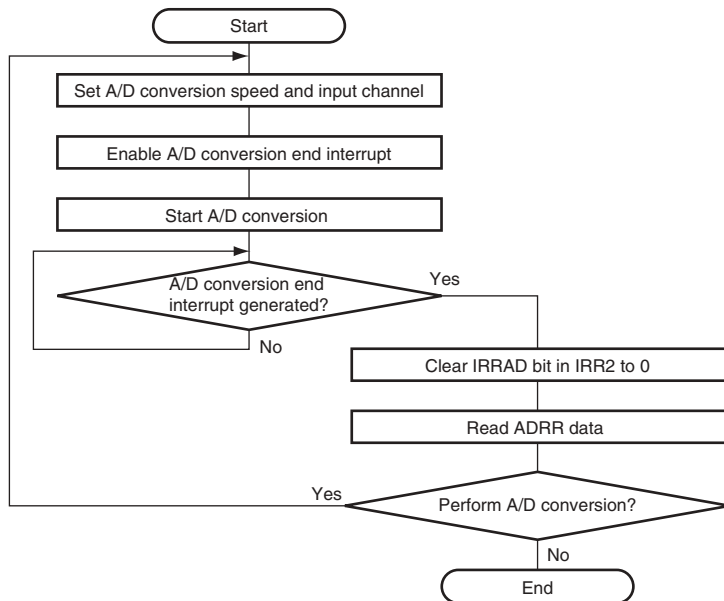 Start
Set A/D conversion speed and input channel
Enable A/D conversion end interrupt
Start A/D conversion
A/D conversion end
interrupt generated?
Yes
No
Clear IRRAD bit in IRR2 to 0
Read ADRR data
Yes
Perform A/D conversion?
No
End